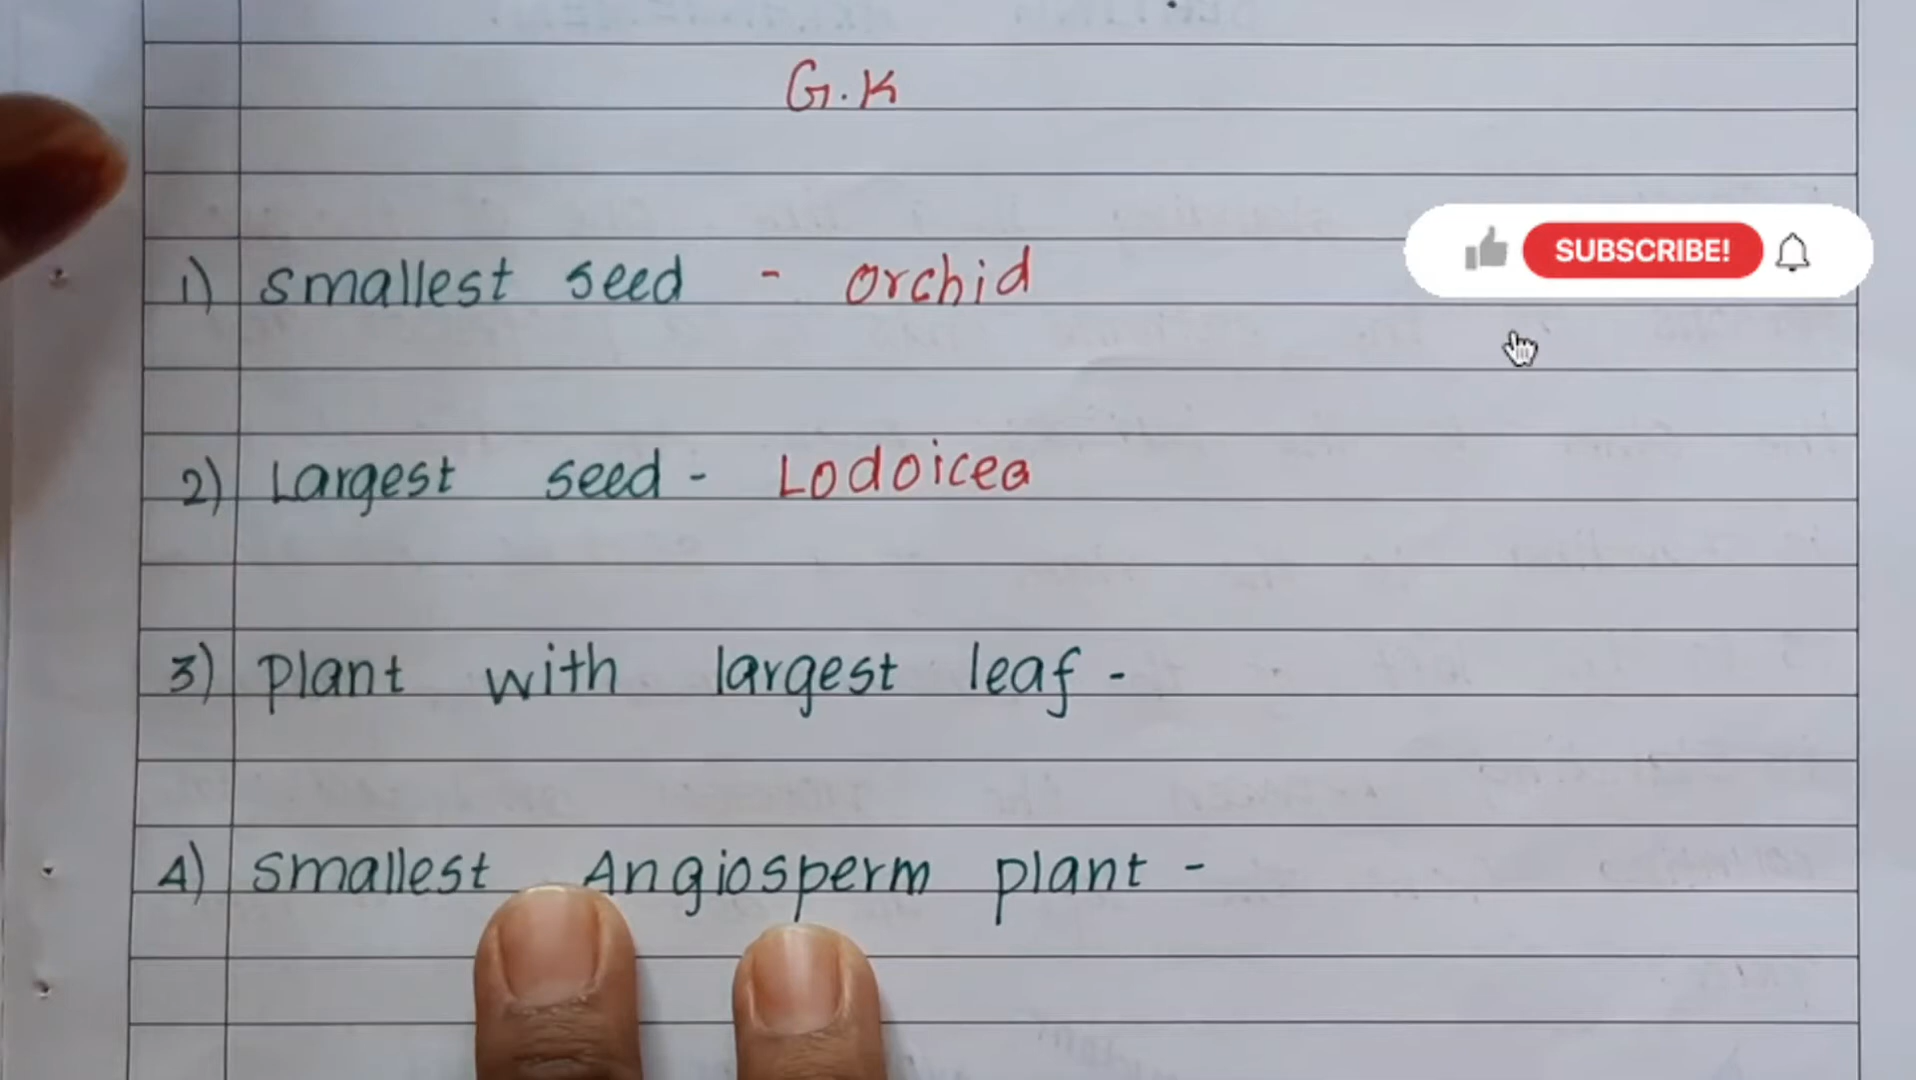 G.K
1) smallest seed - orchid
SUBSCRIBE!
2) Largest seed - Lodoicea
3) plant with largest leaf -
4) smallest Angiosperm plant -